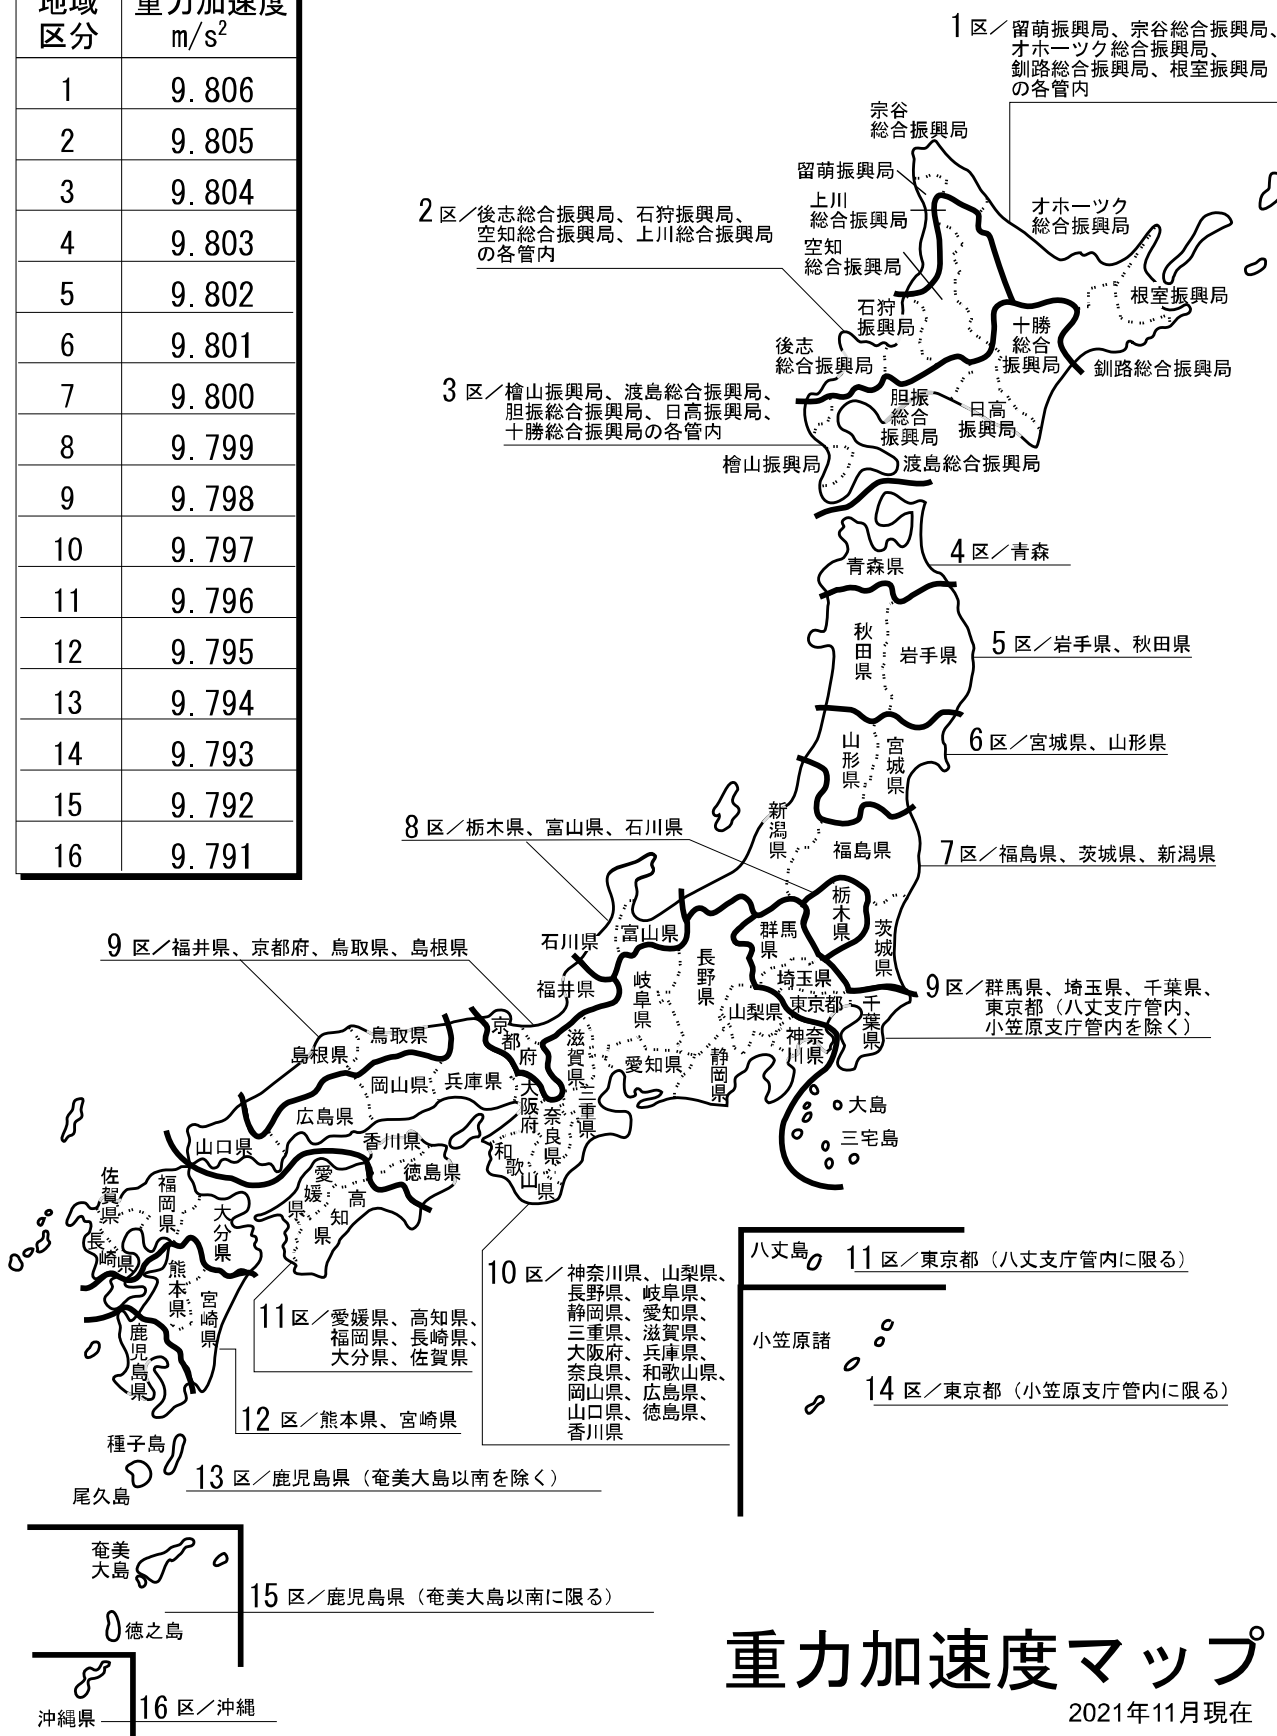 地域 重力加速度
区分 m/s²
1 9.806
2 9.805
3 9.804
4 9.803
5 9.802
6 9.801
7 9.800
8 9.799
9 9.798
10 9.797
11 9.796
12 9.795
13 9.794
14 9.793
15 9.792
16 9.791
1区／留萌振興局、宗谷総合振興局、
オホーツク総合振興局、
釧路総合振興局、根室振興局
の各管内
宗谷
総合振興局
留萌振興局
上川
総合振興局
オホーツク
総合振興局
2区／後志総合振興局、石狩振興局、
空知総合振興局、上川総合振興局
の各管内
空知
総合振興局
根室振興局
石狩
振興局
十勝
総合
振興局
後志
総合振興局
釧路総合振興局
3区／檜山振興局、渡島総合振興局、
胆振総合振興局、日高振興局、
十勝総合振興局の各管内
胆振
総合
振興局
日高
振興局
檜山振興局
渡島総合振興局
4区／青森
青森県
秋田県
岩手県
5区／岩手県、秋田県
山形県
宮城県
6区／宮城県、山形県
新潟県
福島県
7区／福島県、茨城県、新潟県
8区／栃木県、富山県、石川県
栃木県
茨城県
群馬県
石川県
富山県
長野県
9区／福井県、京都府、鳥取県、島根県
埼玉県
福井県
岐阜県
山梨県
東京都
千葉県
9区／群馬県、埼玉県、千葉県、
東京都（八丈支庁管内、
小笠原支庁管内を除く）
神奈川県
京都府
滋賀県
鳥取県
島根県
愛知県
静岡県
岡山県
兵庫県
大阪府
三重県
奈良県
広島県
大島
三宅島
山口県
香川県
徳島県
和歌山県
佐賀県
福岡県
大分県
愛媛県
高知県
長崎県
熊本県
宮崎県
鹿児島県
10区／神奈川県、山梨県、
長野県、岐阜県、
静岡県、愛知県、
三重県、滋賀県、
大阪府、兵庫県、
奈良県、和歌山県、
岡山県、広島県、
山口県、徳島県、
香川県
八丈島
11区／東京都（八丈支庁管内に限る）
11区／愛媛県、高知県、
福岡県、長崎県、
大分県、佐賀県
小笠原諸
14区／東京都（小笠原支庁管内に限る）
12区／熊本県、宮崎県
種子島
13区／鹿児島県（奄美大島以南を除く）
尾久島
奄美
大島
15区／鹿児島県（奄美大島以南に限る）
徳之島
16区／沖縄
沖縄県
重力加速度マップ
2021年11月現在